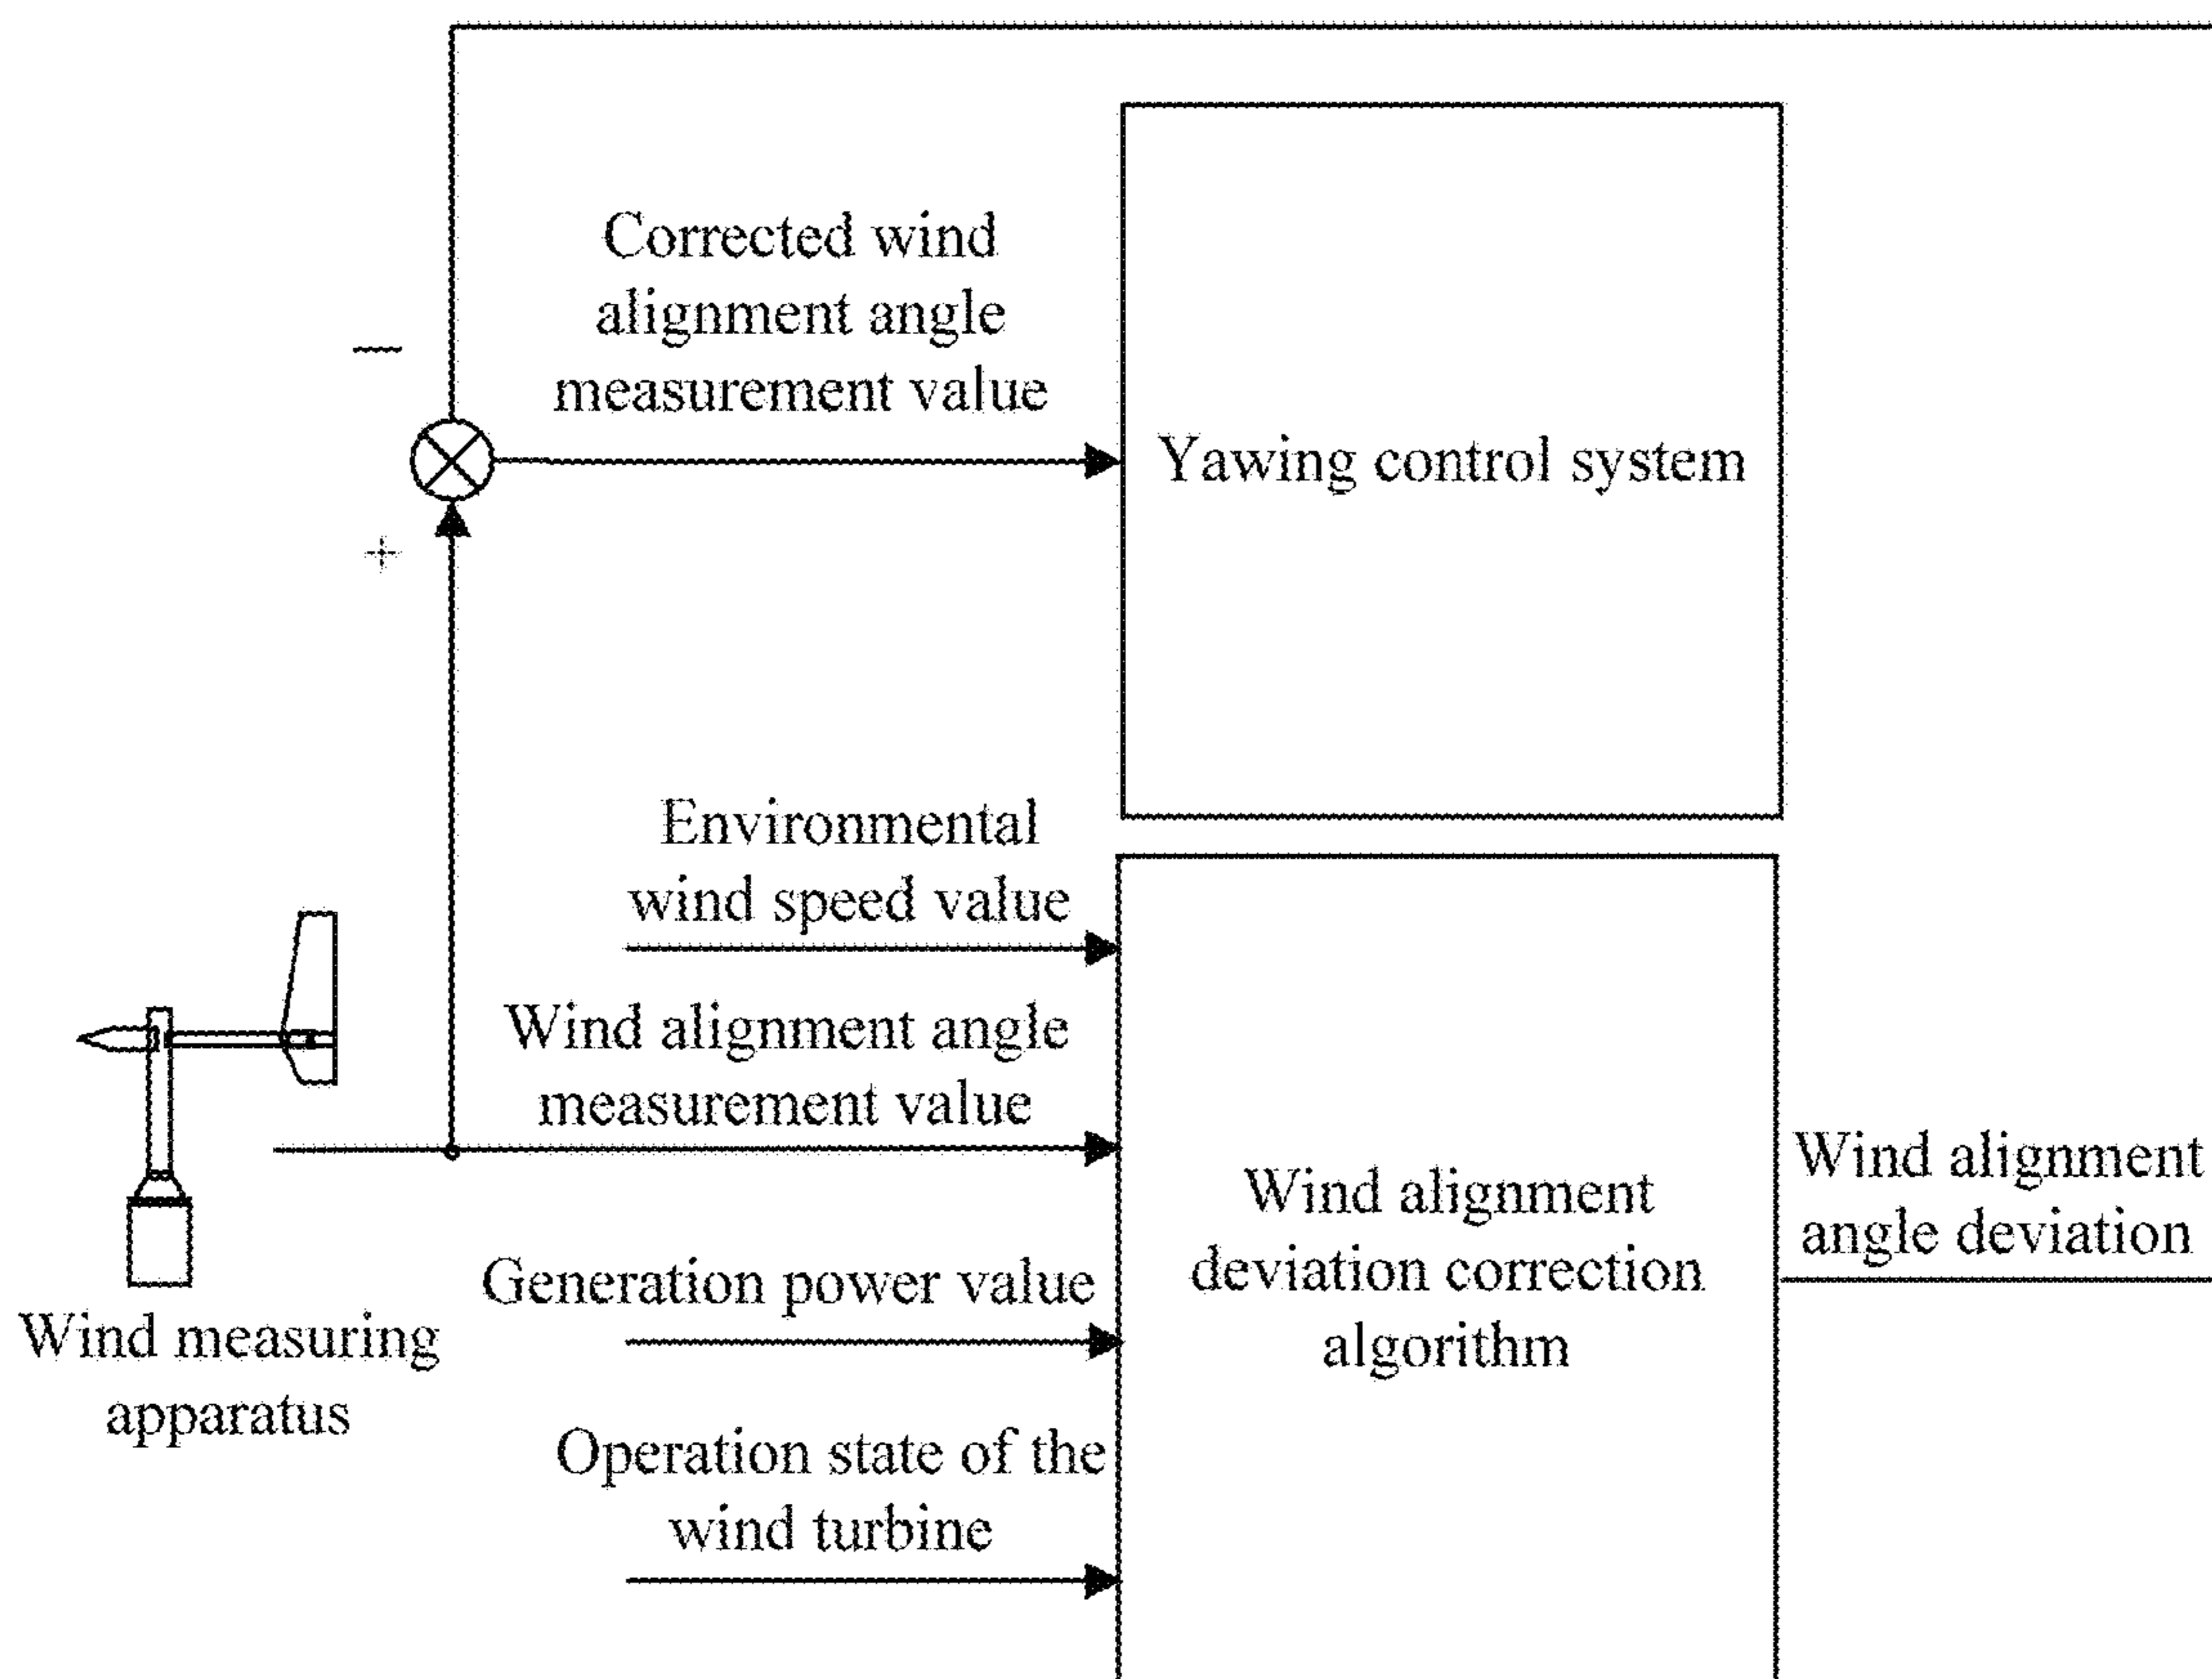 Corrected wind
alignment angle
measurement value
−
+
Yawing control system
Environmental
wind speed value
Wind alignment angle
measurement value
Generation power value
Operation state of the
wind turbine
Wind measuring
apparatus
Wind alignment
deviation correction
algorithm
Wind alignment
angle deviation